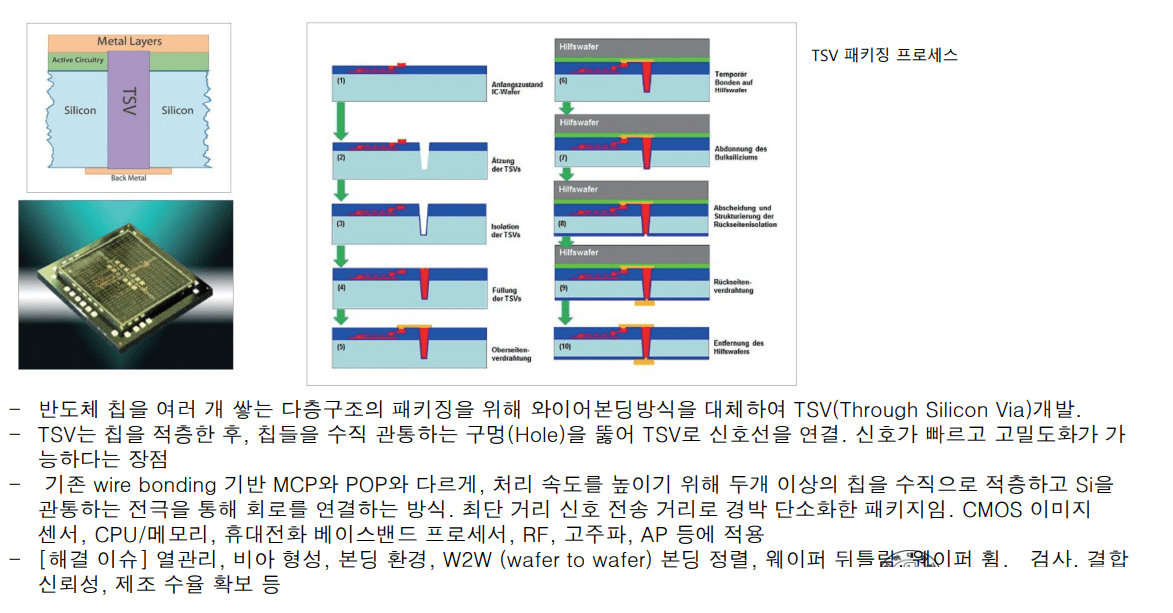 Metal Layers
Active Circuitry
Silicon
TSV
Silicon
Back Metal
(1)
Anfangszustand
IC-Wafer
(2)
Ätzung
der TSVs
(3)
Isolation
der TSVs
(4)
Füllung
der TSVs
(5)
Oberseiten-
verdrahtung
Hilfswafer
(6)
Temporär
Bonden auf
Hilfswafer
Hilfswafer
(7)
Abdünnung des
Bulksiliziums
Hilfswafer
(8)
Abscheidung und
Strukturierung der
Rückseitenisolation
Hilfswafer
(9)
Rückseiten-
verdrahtung
(10)
Entfernung des
Hilfswafers
TSV 패키징 프로세스
- 반도체 칩을 여러 개 쌓는 다층구조의 패키징을 위해 와이어본딩방식을 대체하여 TSV(Through Silicon Via)개발.
- TSV는 칩을 적층한 후, 칩들을 수직 관통하는 구멍(Hole)을 뚫어 TSV로 신호선을 연결. 신호가 빠르고 고밀도화가 가
능하다는 장점
- 기존 wire bonding 기반 MCP와 POP와 다르게, 처리 속도를 높이기 위해 두개 이상의 칩을 수직으로 적층하고 Si을
관통하는 전극을 통해 회로를 연결하는 방식. 최단 거리 신호 전송 거리로 경박 단소화한 패키지임. CMOS 이미지
센서, CPU/메모리, 휴대전화 베이스밴드 프로세서, RF, 고주파, AP 등에 적용
- [해결 이슈] 열관리, 비아 형성, 본딩 환경, W2W (wafer to wafer) 본딩 정렬, 웨이퍼 뒤틀림. 웨이퍼 휨. 검사. 결합
신뢰성, 제조 수율 확보 등